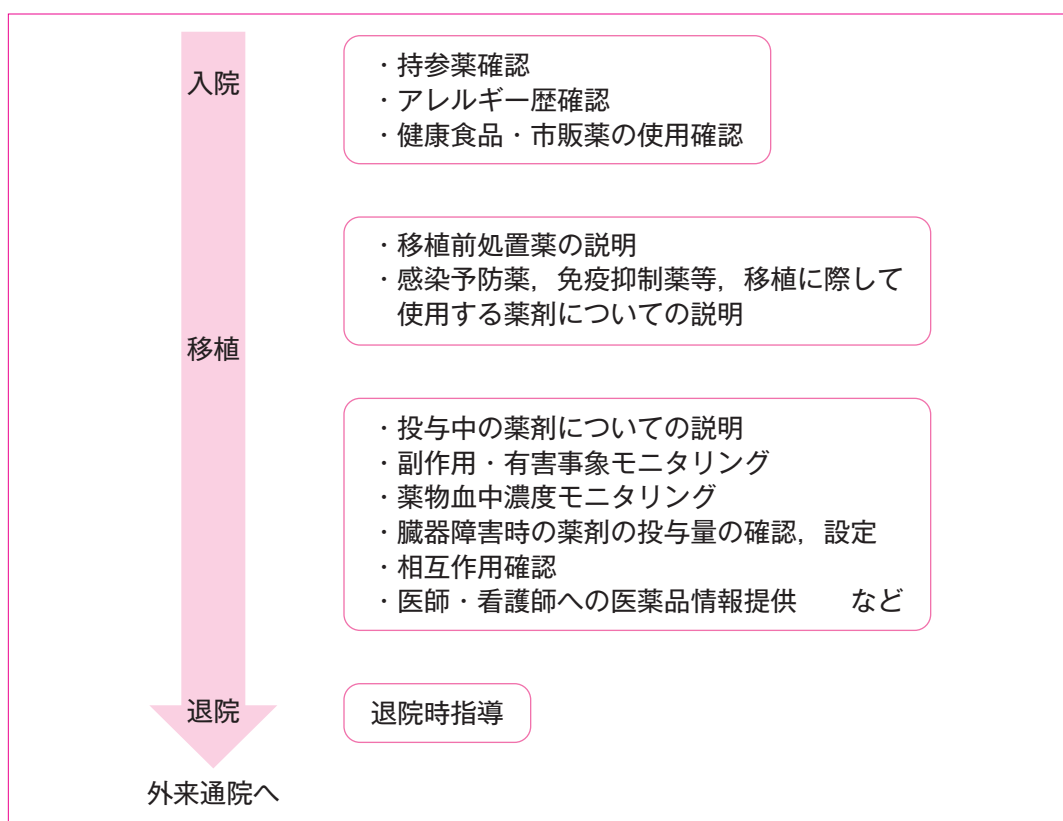 入院
・持参薬確認
・アレルギー歴確認
・健康食品・市販薬の使用確認
・移植前処置薬の説明
・感染予防薬，免疫抑制薬等，移植に際して
使用する薬剤についての説明
移植
・投与中の薬剤についての説明
・副作用・有害事象モニタリング
・薬物血中濃度モニタリング
・臓器障害時の薬剤の投与量の確認，設定
・相互作用確認
・医師・看護師への医薬品情報提供　　など
退院
退院時指導
外来通院へ